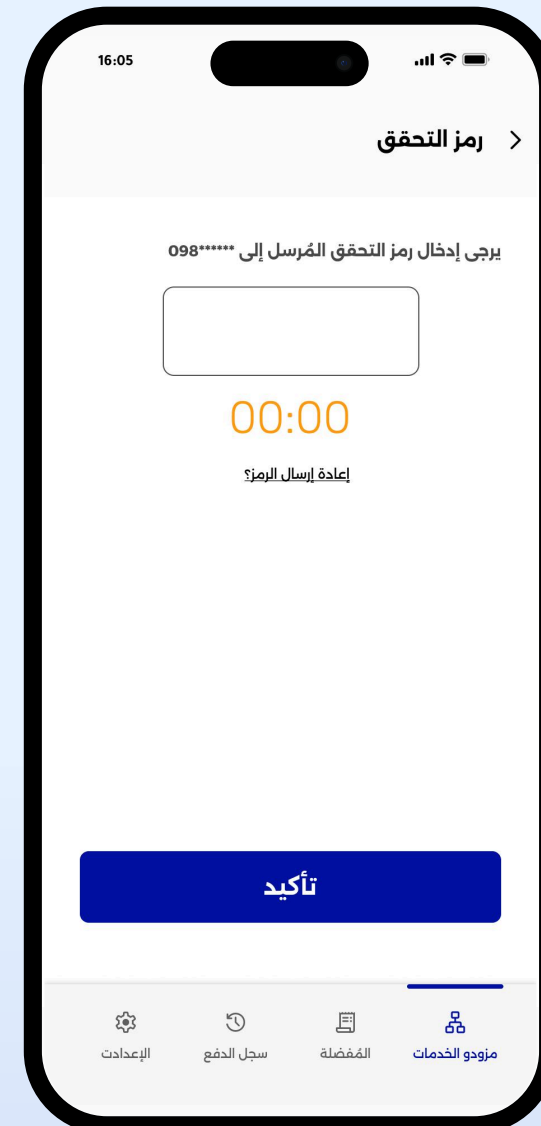 16:05
رمز التحقق
يرجى إدخال رمز التحقق المُرسل إلى ******098
00:00
إعادة إرسال الرمز؟
تأكيد
مزودو الخدمات
المُفضلة
سجل الدفع
الإعدادت